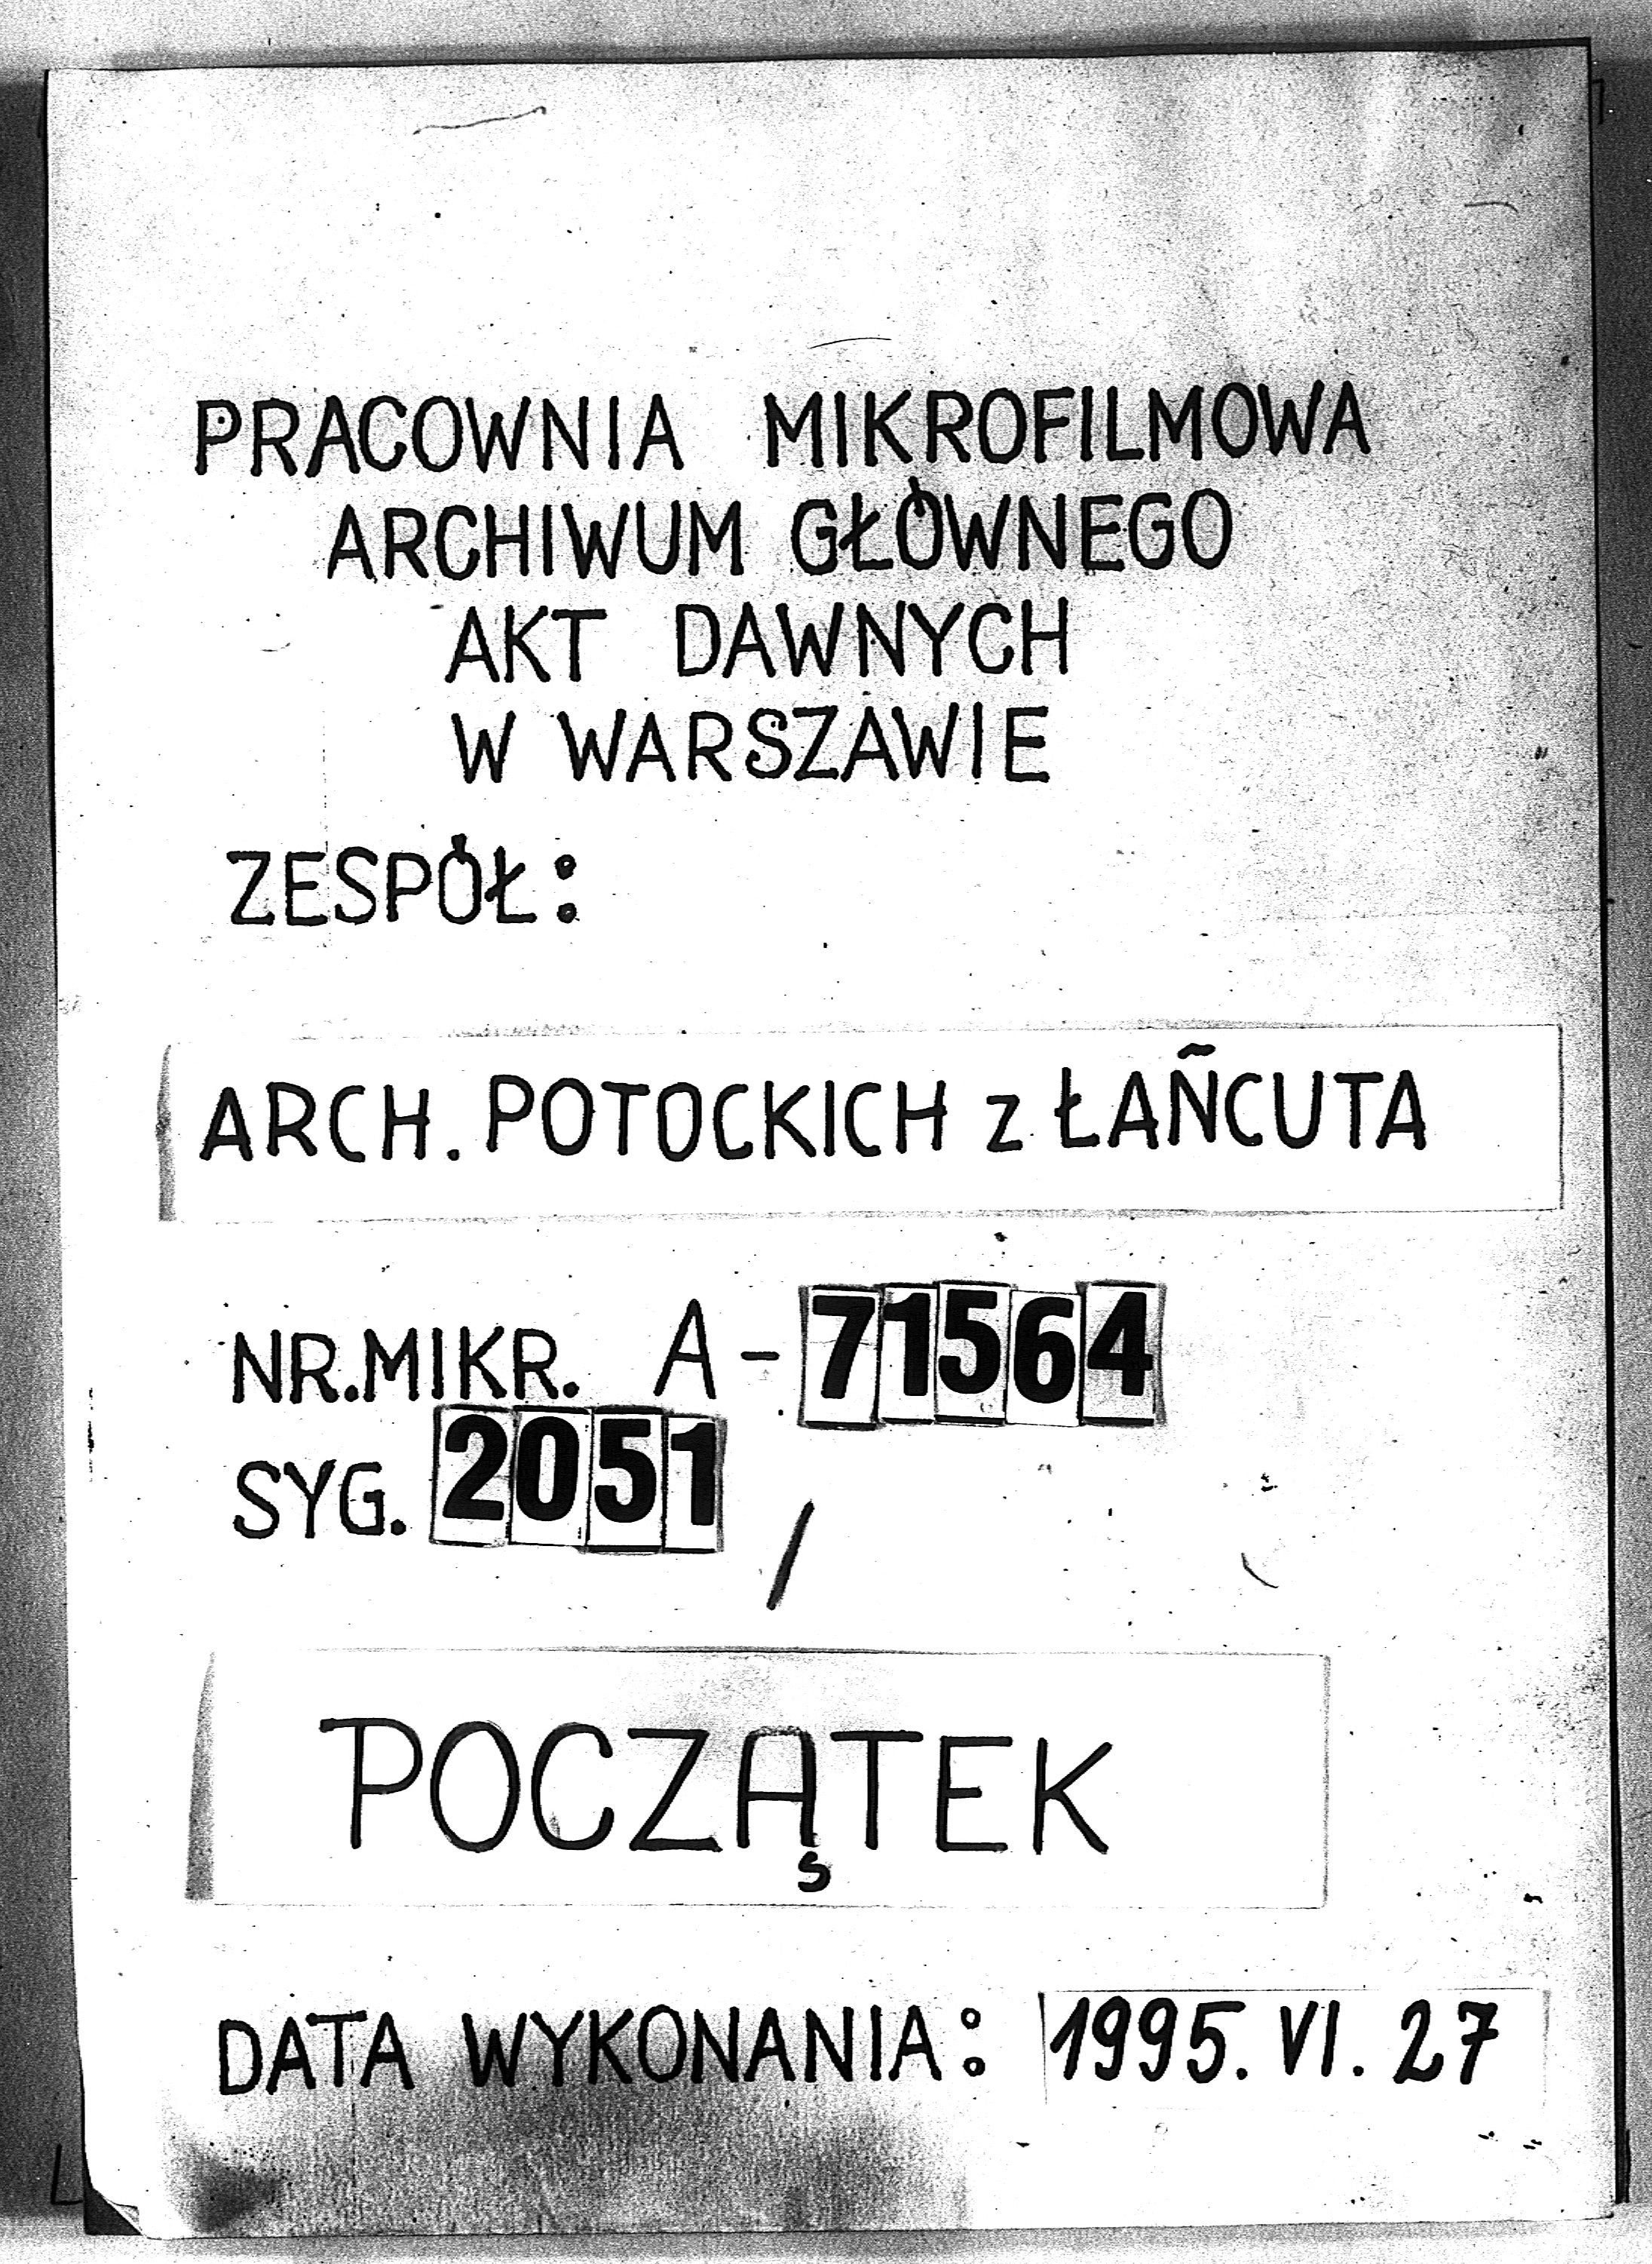 PRACOWNIA MIKROFILMOWA
ARCHIWUM GŁÓWNEGO
AKT DAWNYCH
W WARSZAWIE
ZESPÓŁ:
ARCH. POTOCKICH z ŁAŃCUTA
NR.MIKR. A-71564
SYG. 2051 /
POCZĄTEK
DATA WYKONANIA: 1995. VI. 27